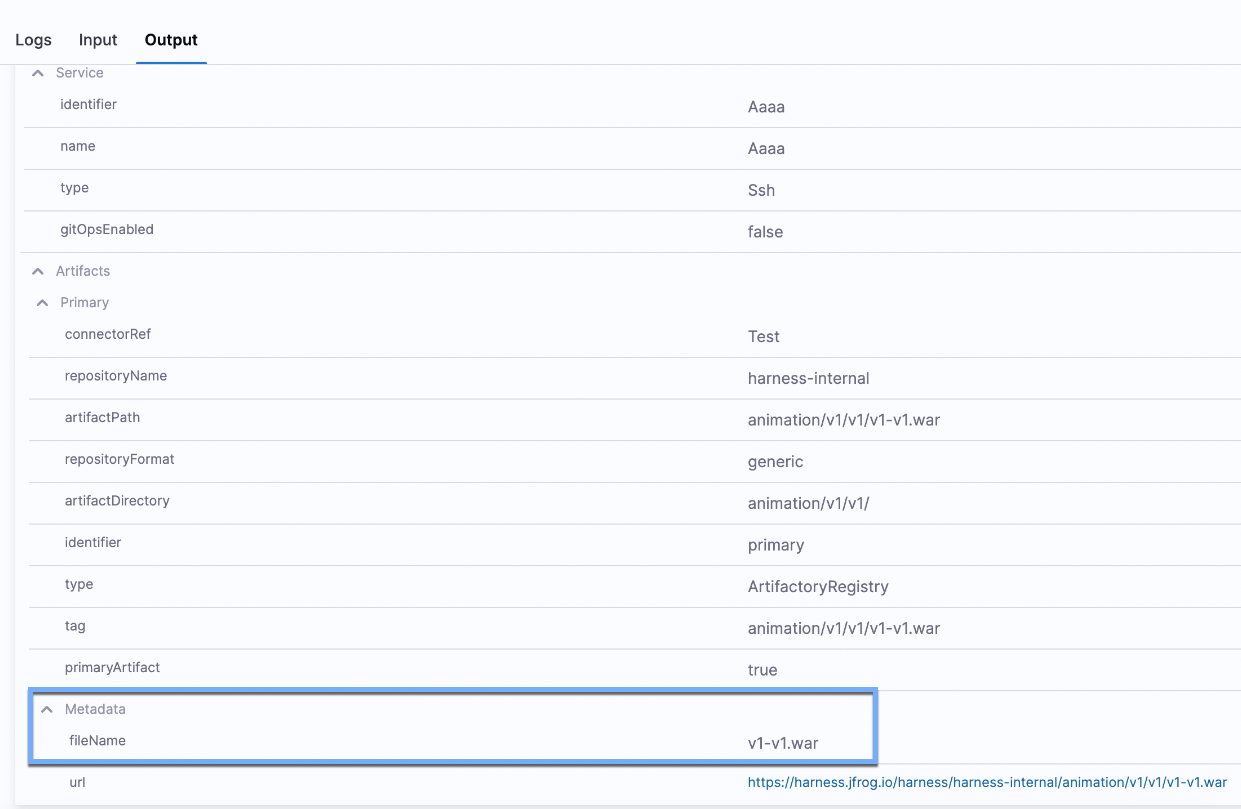 Logs Input Output
Service
identifier Aaaa
name Aaaa
type Ssh
gitOpsEnabled false
Artifacts
Primary
connectorRef Test
repositoryName harness-internal
artifactPath animation/v1/v1/v1-v1.war
repositoryFormat generic
artifactDirectory animation/v1/v1/
identifier primary
type ArtifactoryRegistry
tag animation/v1/v1/v1-v1.war
primaryArtifact true
Metadata
fileName v1-v1.war
url https://harness.jfrog.io/harness/harness-internal/animation/v1/v1/v1-v1.war